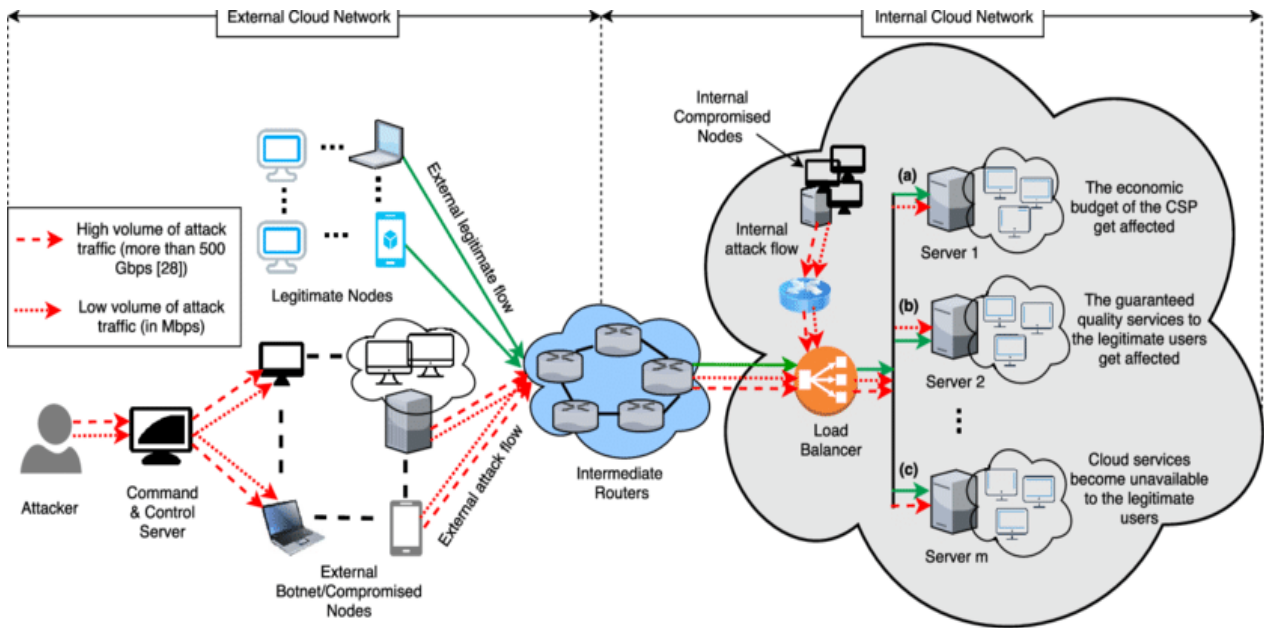 External Cloud Network
Internal Cloud Network
High volume of attack
traffic (more than 500
Gbps [28])
Low volume of attack
traffic (in Mbps)
Legitimate Nodes
External legitimate flow
Attacker
Command
& Control
Server
External
Botnet/Compromised
Nodes
External attack flow
Intermediate
Routers
Internal
Compromised
Nodes
Internal
attack flow
Load
Balancer
(a)
Server 1
The economic
budget of the CSP
get affected
(b)
Server 2
The guaranteed
quality services to
the legitimate users
get affected
(c)
Server m
Cloud services
become unavailable
to the legitimate
users